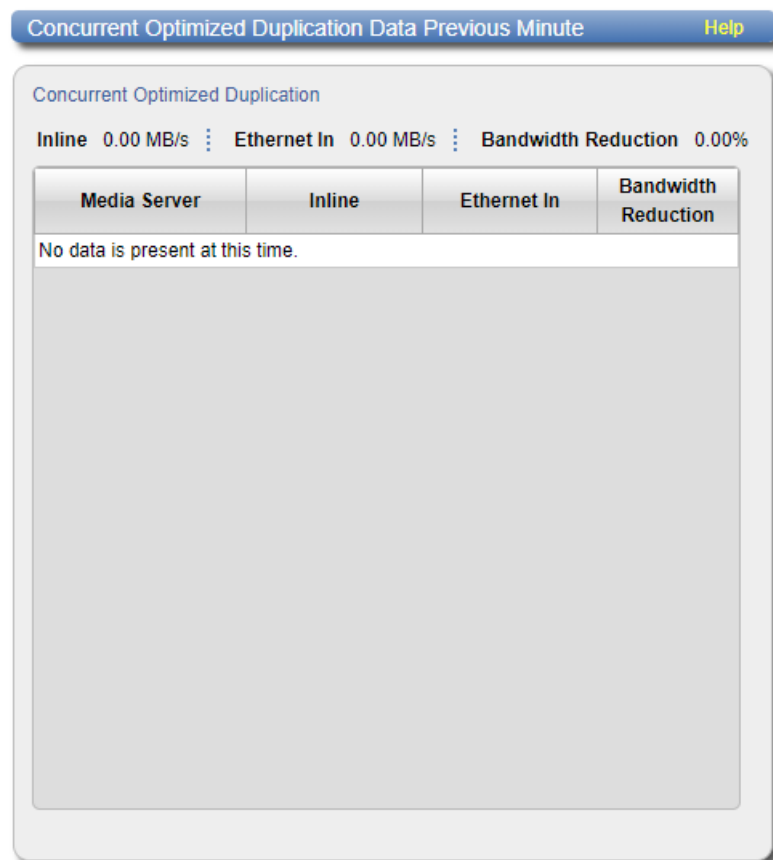 Concurrent Optimized Duplication Data Previous Minute Help
Concurrent Optimized Duplication
Inline 0.00 MB/s Ethernet In 0.00 MB/s Bandwidth Reduction 0.00%
Media Server Inline Ethernet In Bandwidth Reduction
No data is present at this time.